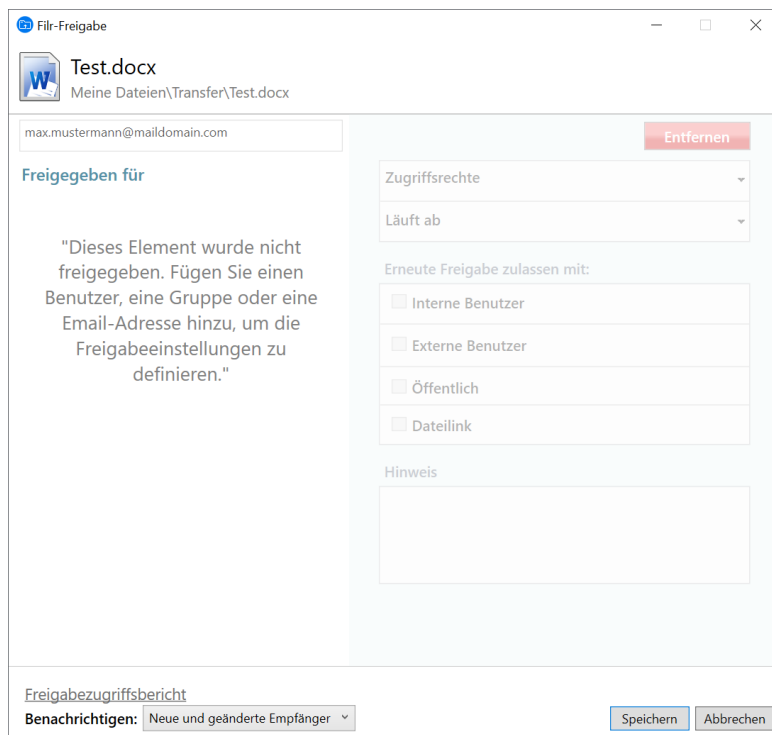 Filr-Freigabe
Test.docx
Meine Dateien\Transfer\Test.docx
max.mustermann@maildomain.com
Freigegeben für
"Dieses Element wurde nicht
freigegeben. Fügen Sie einen
Benutzer, eine Gruppe oder eine
Email-Adresse hinzu, um die
Freigabeeinstellungen zu
definieren."
Entfernen
Zugriffsrechte
Läuft ab
Erneute Freigabe zulassen mit:
Interne Benutzer
Externe Benutzer
Öffentlich
Dateilink
Hinweis
Freigabezugriffsbericht
Benachrichtigen: Neue und geänderte Empfänger
Speichern
Abbrechen